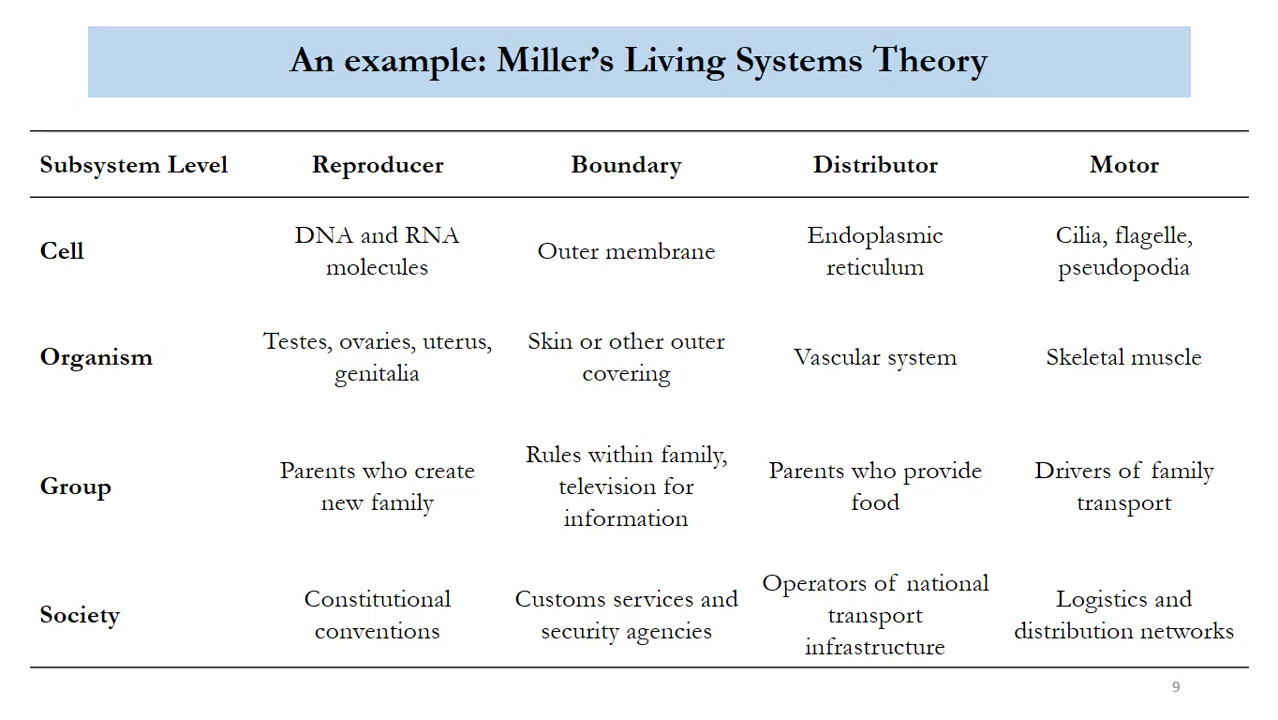 An example: Miller’s Living Systems Theory
Subsystem Level Reproducer Boundary Distributor Motor
Cell
DNA and RNA
molecules
Outer membrane
Endoplasmic
reticulum
Cilia, flagelle,
pseudopodia
Organism
Testes, ovaries, uterus,
genitalia
Skin or other outer
covering
Vascular system
Skeletal muscle
Group
Parents who create
new family
Rules within family,
television for
information
Parents who provide
food
Drivers of family
transport
Society
Constitutional
conventions
Customs services and
security agencies
Operators of national
transport
infrastructure
Logistics and
distribution networks
9